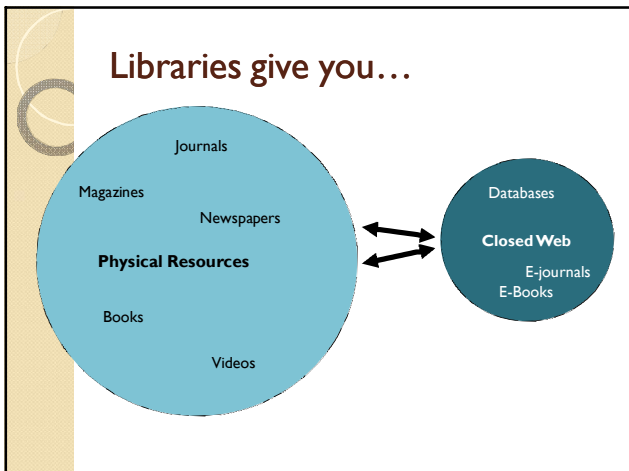 Libraries give you…
Journals
Magazines
Newspapers
Physical Resources
Books
Videos
Databases
Closed Web
E-journals
E-Books